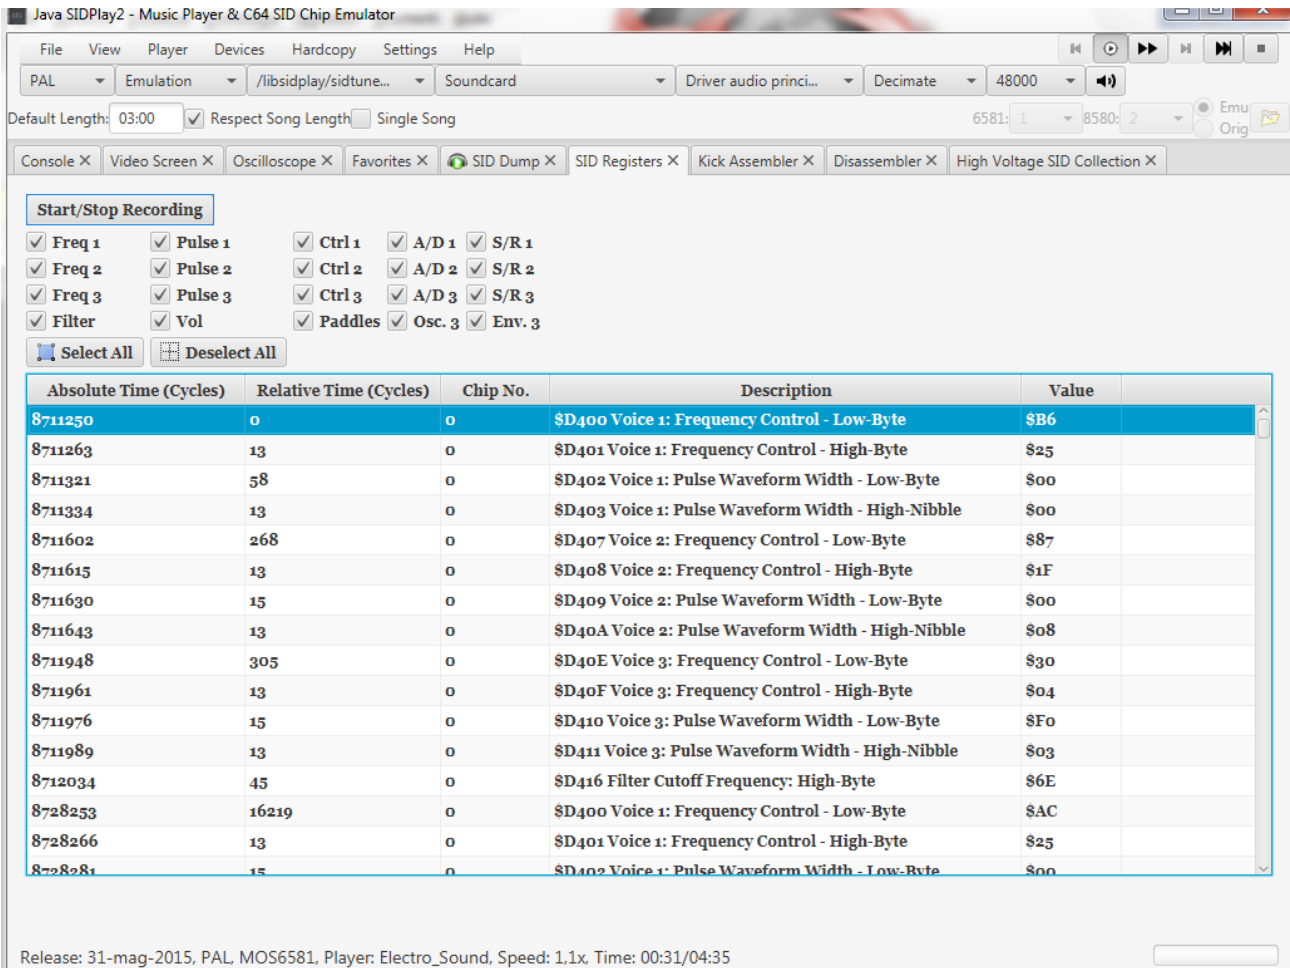 Java SIDPlay2 - Music Player & C64 SID Chip Emulator
File View Player Devices Hardcopy Settings Help
PAL Emulation /libsidplay/sidtune... Soundcard Driver audio princi... Decimate 48000
Default Length: 03:00 Respect Song Length Single Song 6581: 1 8580: 2 Emu
Orig
Console X Video Screen X Oscilloscope X Favorites X SID Dump X SID Registers X Kick Assembler X Disassembler X High Voltage SID Collection X
Start/Stop Recording
Freq 1 Pulse 1 Ctrl 1 A/D 1 S/R 1
Freq 2 Pulse 2 Ctrl 2 A/D 2 S/R 2
Freq 3 Pulse 3 Ctrl 3 A/D 3 S/R 3
Filter Vol Paddles Osc. 3 Env. 3
Select All Deselect All
Absolute Time (Cycles) Relative Time (Cycles) Chip No. Description Value
8711250 0 0 $D400 Voice 1: Frequency Control - Low-Byte $B6
8711263 13 0 $D401 Voice 1: Frequency Control - High-Byte $25
8711321 58 0 $D402 Voice 1: Pulse Waveform Width - Low-Byte $00
8711334 13 0 $D403 Voice 1: Pulse Waveform Width - High-Nibble $00
8711602 268 0 $D407 Voice 2: Frequency Control - Low-Byte $87
8711615 13 0 $D408 Voice 2: Frequency Control - High-Byte $1F
8711630 15 0 $D409 Voice 2: Pulse Waveform Width - Low-Byte $00
8711643 13 0 $D40A Voice 2: Pulse Waveform Width - High-Nibble $08
8711948 305 0 $D40E Voice 3: Frequency Control - Low-Byte $30
8711961 13 0 $D40F Voice 3: Frequency Control - High-Byte $04
8711976 15 0 $D410 Voice 3: Pulse Waveform Width - Low-Byte $F0
8711989 13 0 $D411 Voice 3: Pulse Waveform Width - High-Nibble $03
8712034 45 0 $D416 Filter Cutoff Frequency: High-Byte $6E
8728253 16219 0 $D400 Voice 1: Frequency Control - Low-Byte $AC
8728266 13 0 $D401 Voice 1: Frequency Control - High-Byte $25
8728281 15 0 $D402 Voice 1: Pulse Waveform Width - Low-Byte $00
Release: 31-mag-2015, PAL, MOS6581, Player: Electro_Sound, Speed: 1,1x, Time: 00:31/04:35